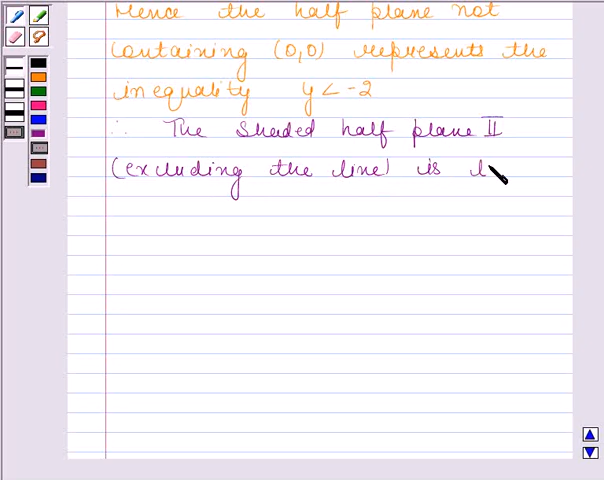 Hence the half plane not
containing (0,0) represents the
inequality y < -2
∴ The shaded half plane II
(excluding the line) is